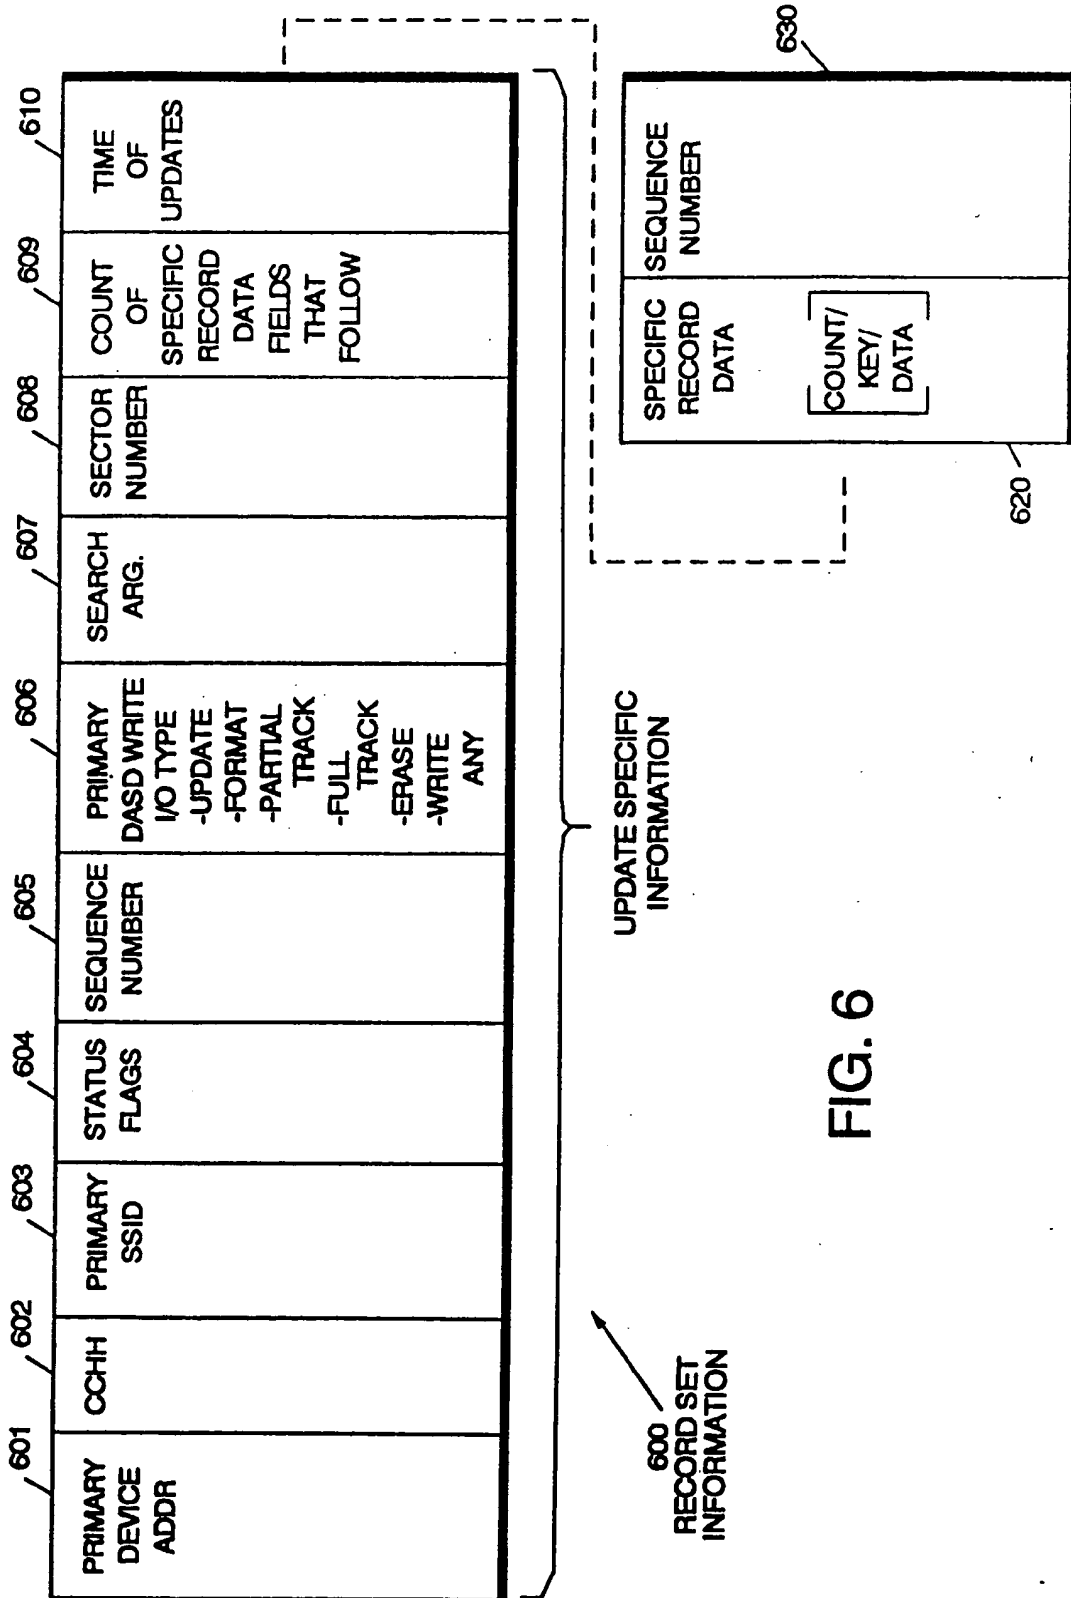 601
602
603
604
605
606
607
608
609
610
PRIMARY
DEVICE
ADDR
CCHH
PRIMARY
SSID
STATUS
FLAGS
SEQUENCE
NUMBER
PRIMARY
DASD WRITE
I/O TYPE
-UPDATE
-FORMAT
-PARTIAL
TRACK
-FULL
TRACK
-ERASE
-WRITE
ANY
SEARCH
ARG.
SECTOR
NUMBER
COUNT
OF
SPECIFIC
RECORD
DATA
FIELDS
THAT
FOLLOW
TIME
OF
UPDATES
UPDATE SPECIFIC
INFORMATION
600
RECORD SET
INFORMATION
SPECIFIC
RECORD
DATA
COUNT/
KEY/
DATA
SEQUENCE
NUMBER
620
630
FIG. 6